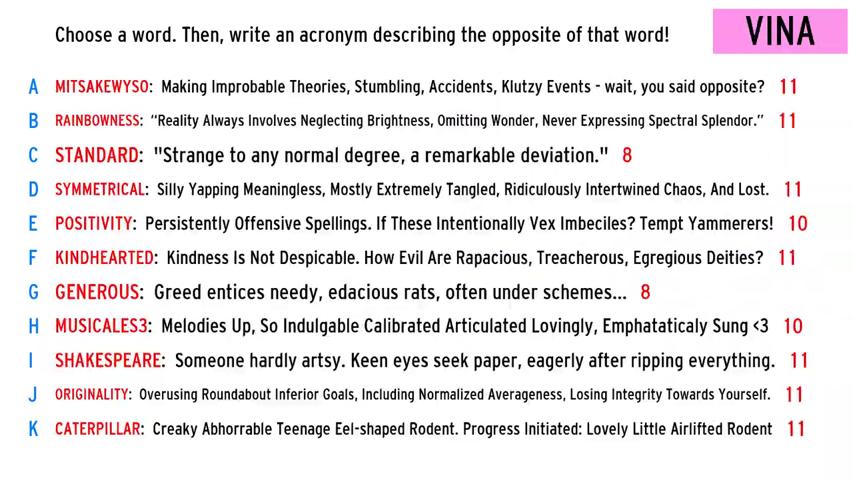 Choose a word. Then, write an acronym describing the opposite of that word! VINA
A MITSAKEWYSO: Making Improbable Theories, Stumbling, Accidents, Klutzy Events - wait, you said opposite? 11
B RAINBOWNESS: “Reality Always Involves Neglecting Brightness, Omitting Wonder, Never Expressing Spectral Splendor.” 11
C STANDARD: "Strange to any normal degree, a remarkable deviation." 8
D SYMMETRICAL: Silly Yapping Meaningless, Mostly Extremely Tangled, Ridiculously Intertwined Chaos, And Lost. 11
E POSITIVITY: Persistently Offensive Spellings. If These Intentionally Vex Imbeciles? Tempt Yammerers! 10
F KINDHEARTED: Kindness Is Not Despicable. How Evil Are Rapacious, Treacherous, Egregious Deities? 11
G GENEROUS: Greed entices needy, edacious rats, often under schemes... 8
H MUSICALES3: Melodies Up, So Indulgable Calibrated Articulated Lovingly, Emphataticaly Sung <3 10
I SHAKESPEARE: Someone hardly artsy. Keen eyes seek paper, eagerly after ripping everything. 11
J ORIGINALITY: Overusing Roundabout Inferior Goals, Including Normalized Averageness, Losing Integrity Towards Yourself. 11
K CATERPILLAR: Creaky Abhorrable Teenage Eel-shaped Rodent. Progress Initiated: Lovely Little Airlifted Rodent 11